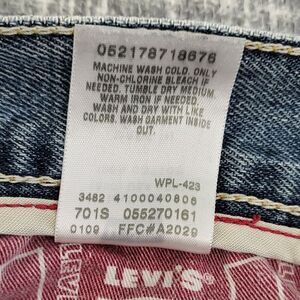 052178718676
MACHINE WASH COLD. ONLY
NON-CHLORINE BLEACH IF
NEEDED. TUMBLE DRY MEDIUM.
WARM IRON IF NEEDED.
WASH AND DRY WITH LIKE
COLORS. WASH GARMENT INSIDE
OUT.
WPL-423
3482 4100040806
701S 055270161
0109 FFC#A2029
LEVI'S®